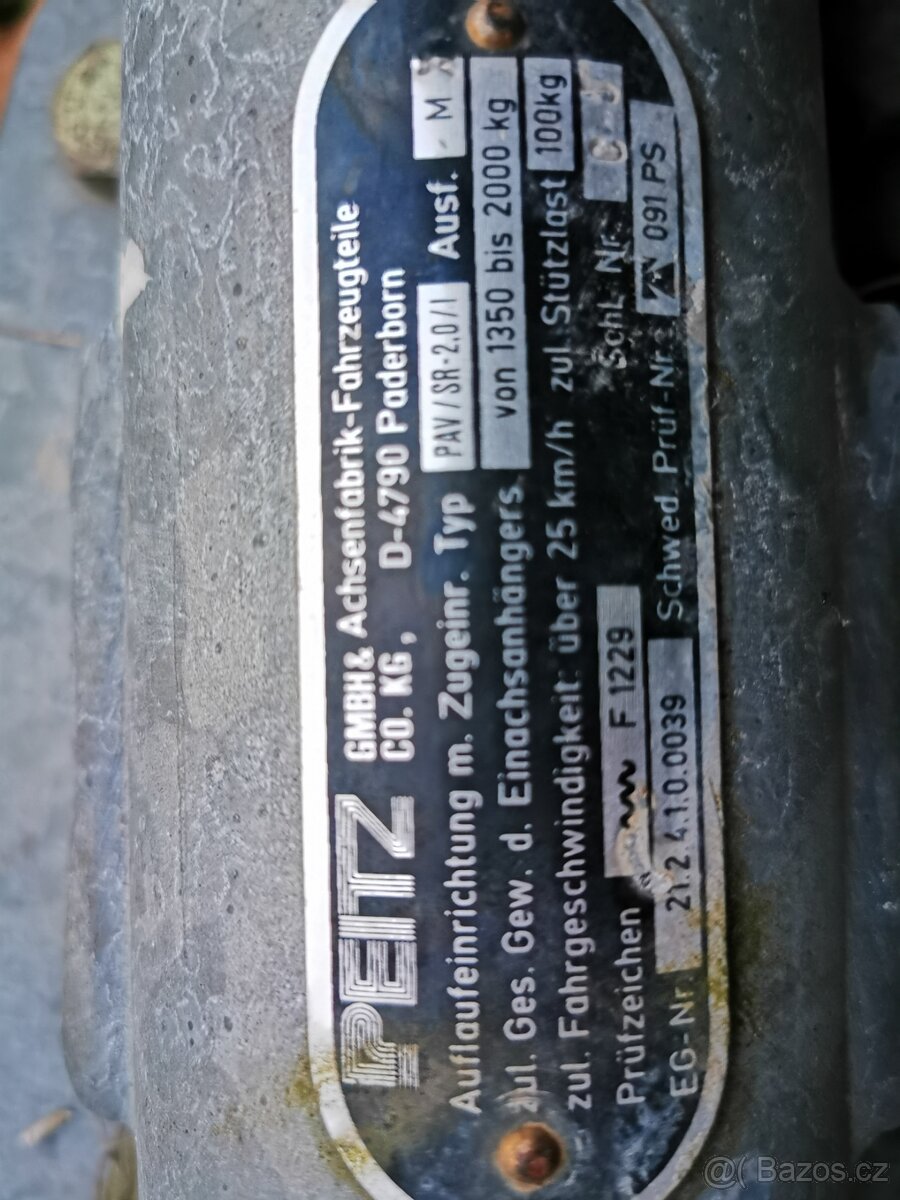 PEITZ GMBH & Achsenfabrik-Fahrzeugteile
CO. KG , D-4790 Paderborn
Auflaufeinrichtung m. Zugeinr. Typ PAV/SR-2.0/I Ausf. M
zul. Ges. Gew. d. Einachsanhängers von 1350 bis 2000 kg
zul. Fahrgeschwindigkeit: über 25 km/h zul. Stützlast 100kg
Prüfzeichen F 1229 Schl. Nr. C
EG-Nr. 21.2 4.1.0.0039 Schwed. Prüf-Nr. 091 PS
@( Bazos.cz